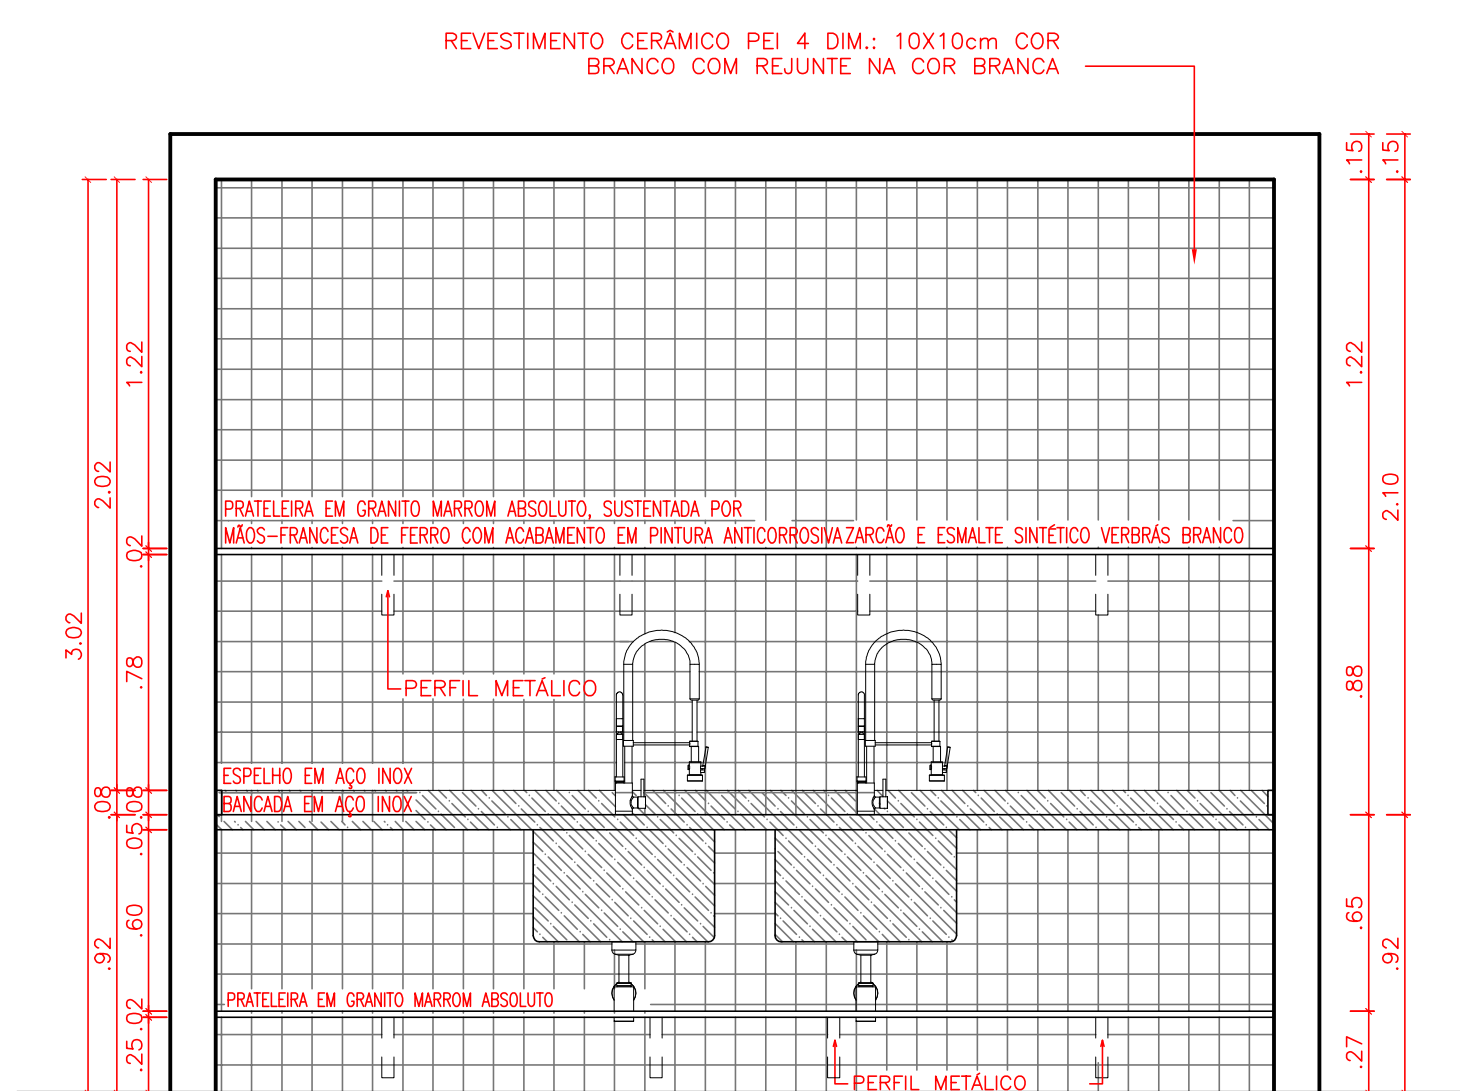 REVESTIMENTO CERÂMICO PEI 4 DIM.: 10X10cm COR
BRANCO COM REJUNTE NA COR BRANCA
.15
.15
1.22
1.22
2.02
2.10
PRATELEIRA EM GRANITO MARROM ABSOLUTO, SUSTENTADA POR
MÃOS-FRANCESA DE FERRO COM ACABAMENTO EM PINTURA ANTICORROSIVA ZARCÃO E ESMALTE SINTÉTICO VERBRÁS BRANCO
.02
3.02
.78
.88
PERFIL METÁLICO
ESPELHO EM AÇO INOX
.08
.08
BANCADA EM AÇO INOX
.05
.60
.65
.92
.92
PRATELEIRA EM GRANITO MARROM ABSOLUTO
.02
.25
.27
PERFIL METÁLICO